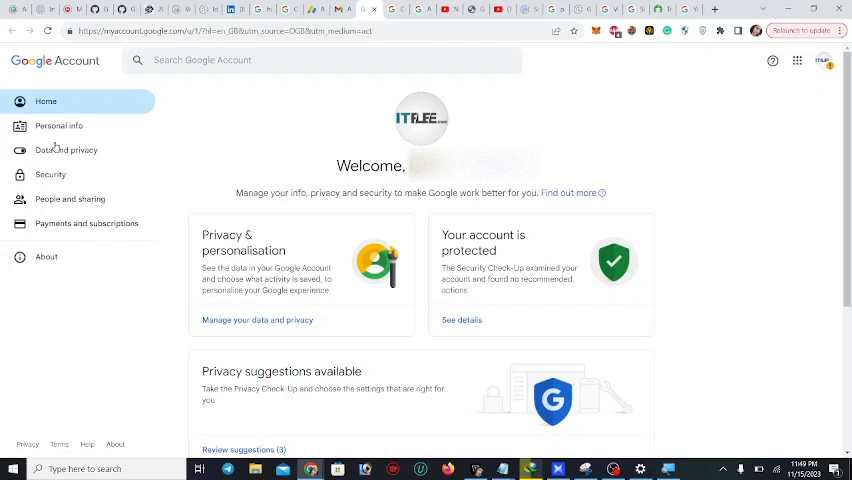 https://myaccount.google.com/u/1/?hl=en_GB&utm_source=OGB&utm_medium=act
Relaunch to update
Google Account
Search Google Account
Home
Personal info
Data and privacy
Security
People and sharing
Payments and subscriptions
About
ITFLEE.com
Welcome,
Manage your info, privacy and security to make Google work better for you. Find out more
Privacy &
personalisation
See the data in your Google Account
and choose what activity is saved, to
personalise your Google experience
Manage your data and privacy
Your account is
protected
The Security Check-Up examined your
account and found no recommended
actions
See details
Privacy suggestions available
Take the Privacy Check-Up and choose the settings that are right for
you
Review suggestions (3)
Privacy Terms Help About
Type here to search
11:49 PM
11/15/2023